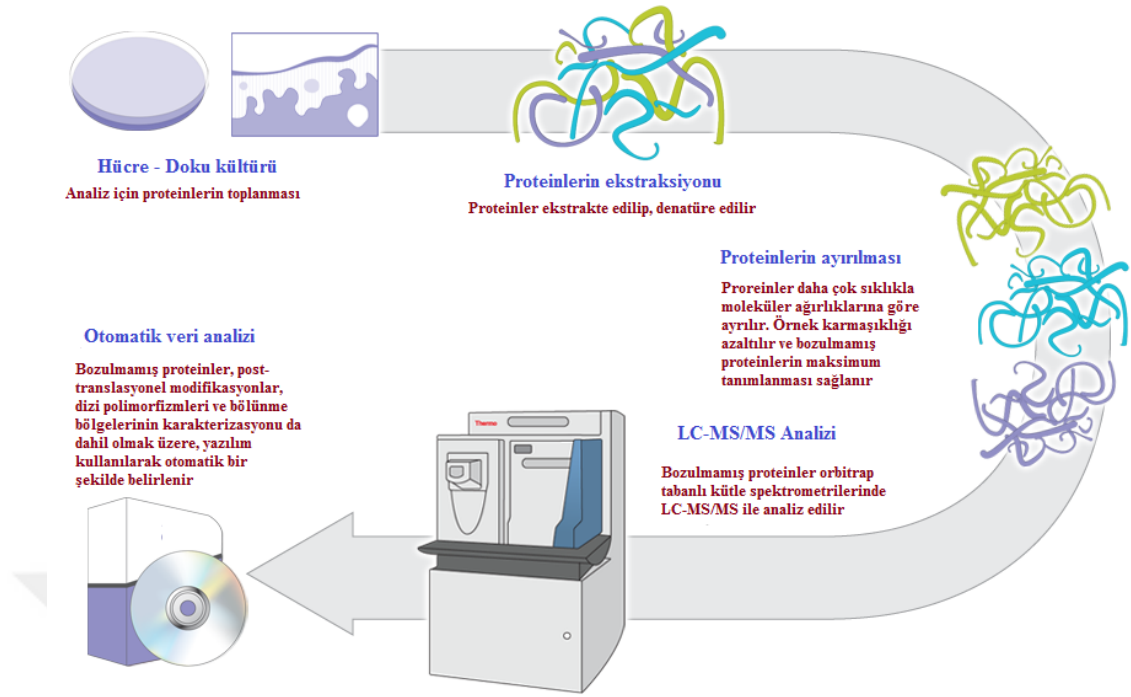 Hücre - Doku kültürü
Analiz için proteinlerin toplanması
Proteinlerin ekstraksiyonu
Proteinler ekstrakte edilip, denatüre edilir
Proteinlerin ayırılması
Proreinler daha çok sıklıkla
moleküler ağırlıklarına göre
ayrılır. Örnek karmaşıklığı
azaltılır ve bozulmamış
proteinlerin maksimum
tanımlanması sağlanır
LC-MS/MS Analizi
Bozulmamış proteinler orbitrap
tabanlı kütle spektrometrilerinde
LC-MS/MS ile analiz edilir
Thermo
Otomatik veri analizi
Bozulmamış proteinler, post-
translasyonel modifikasyonlar,
dizi polimorfizmleri ve bölünme
bölgelerinin karakterizasyonu da
dahil olmak üzere, yazılım
kullanılarak otomatik bir
şekilde belirlenir